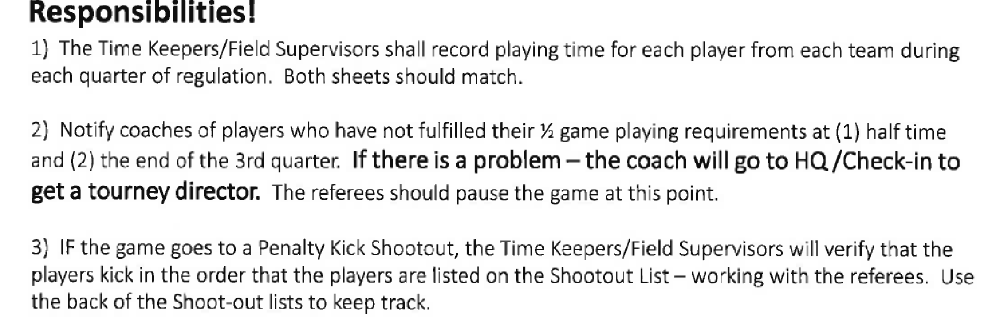 Responsibilities!
1) The Time Keepers/Field Supervisors shall record playing time for each player from each team during
each quarter of regulation. Both sheets should match.
2) Notify coaches of players who have not fulfilled their ½ game playing requirements at (1) half time
and (2) the end of the 3rd quarter. If there is a problem – the coach will go to HQ/Check-in to
get a tourney director. The referees should pause the game at this point.
3) IF the game goes to a Penalty Kick Shootout, the Time Keepers/Field Supervisors will verify that the
players kick in the order that the players are listed on the Shootout List – working with the referees. Use
the back of the Shoot-out lists to keep track.